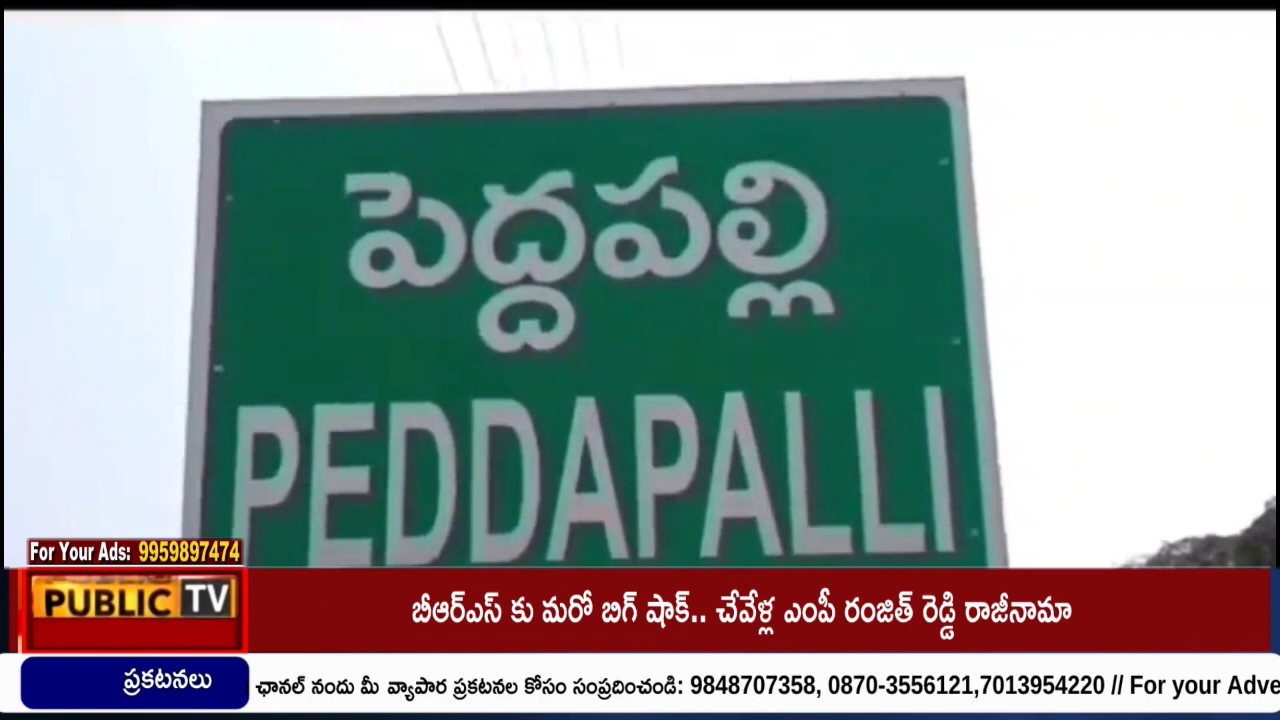 పెద్దపల్లి
PEDDAPALLI
For Your Ads: 9959897474
PUBLIC TV
బీఆర్ఎస్ కు మరో బిగ్ షాక్.. చేవేళ్ల ఎంపీ రంజిత్ రెడ్డి రాజీనామా
ప్రకటనలు
ఛానల్ నందు మీ వ్యాపార ప్రకటనల కోసం సంప్రదించండి: 9848707358, 0870-3556121,7013954220 // For your Adve